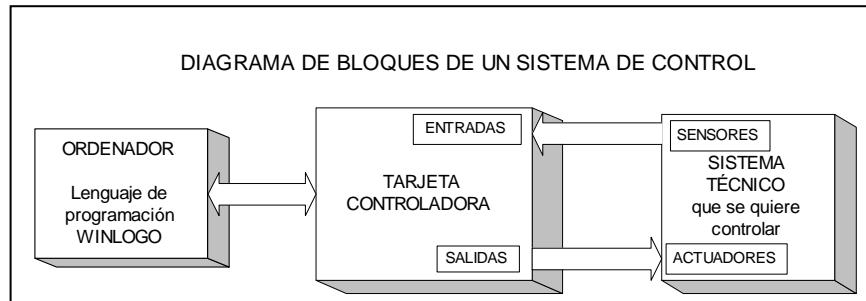 DIAGRAMA DE BLOQUES DE UN SISTEMA DE CONTROL
ORDENADOR
Lenguaje de
programación
WINLOGO
ENTRADAS
TARJETA
CONTROLADORA
SALIDAS
SENSORES
SISTEMA
TÉCNICO
que se quiere
controlar
ACTUADORES